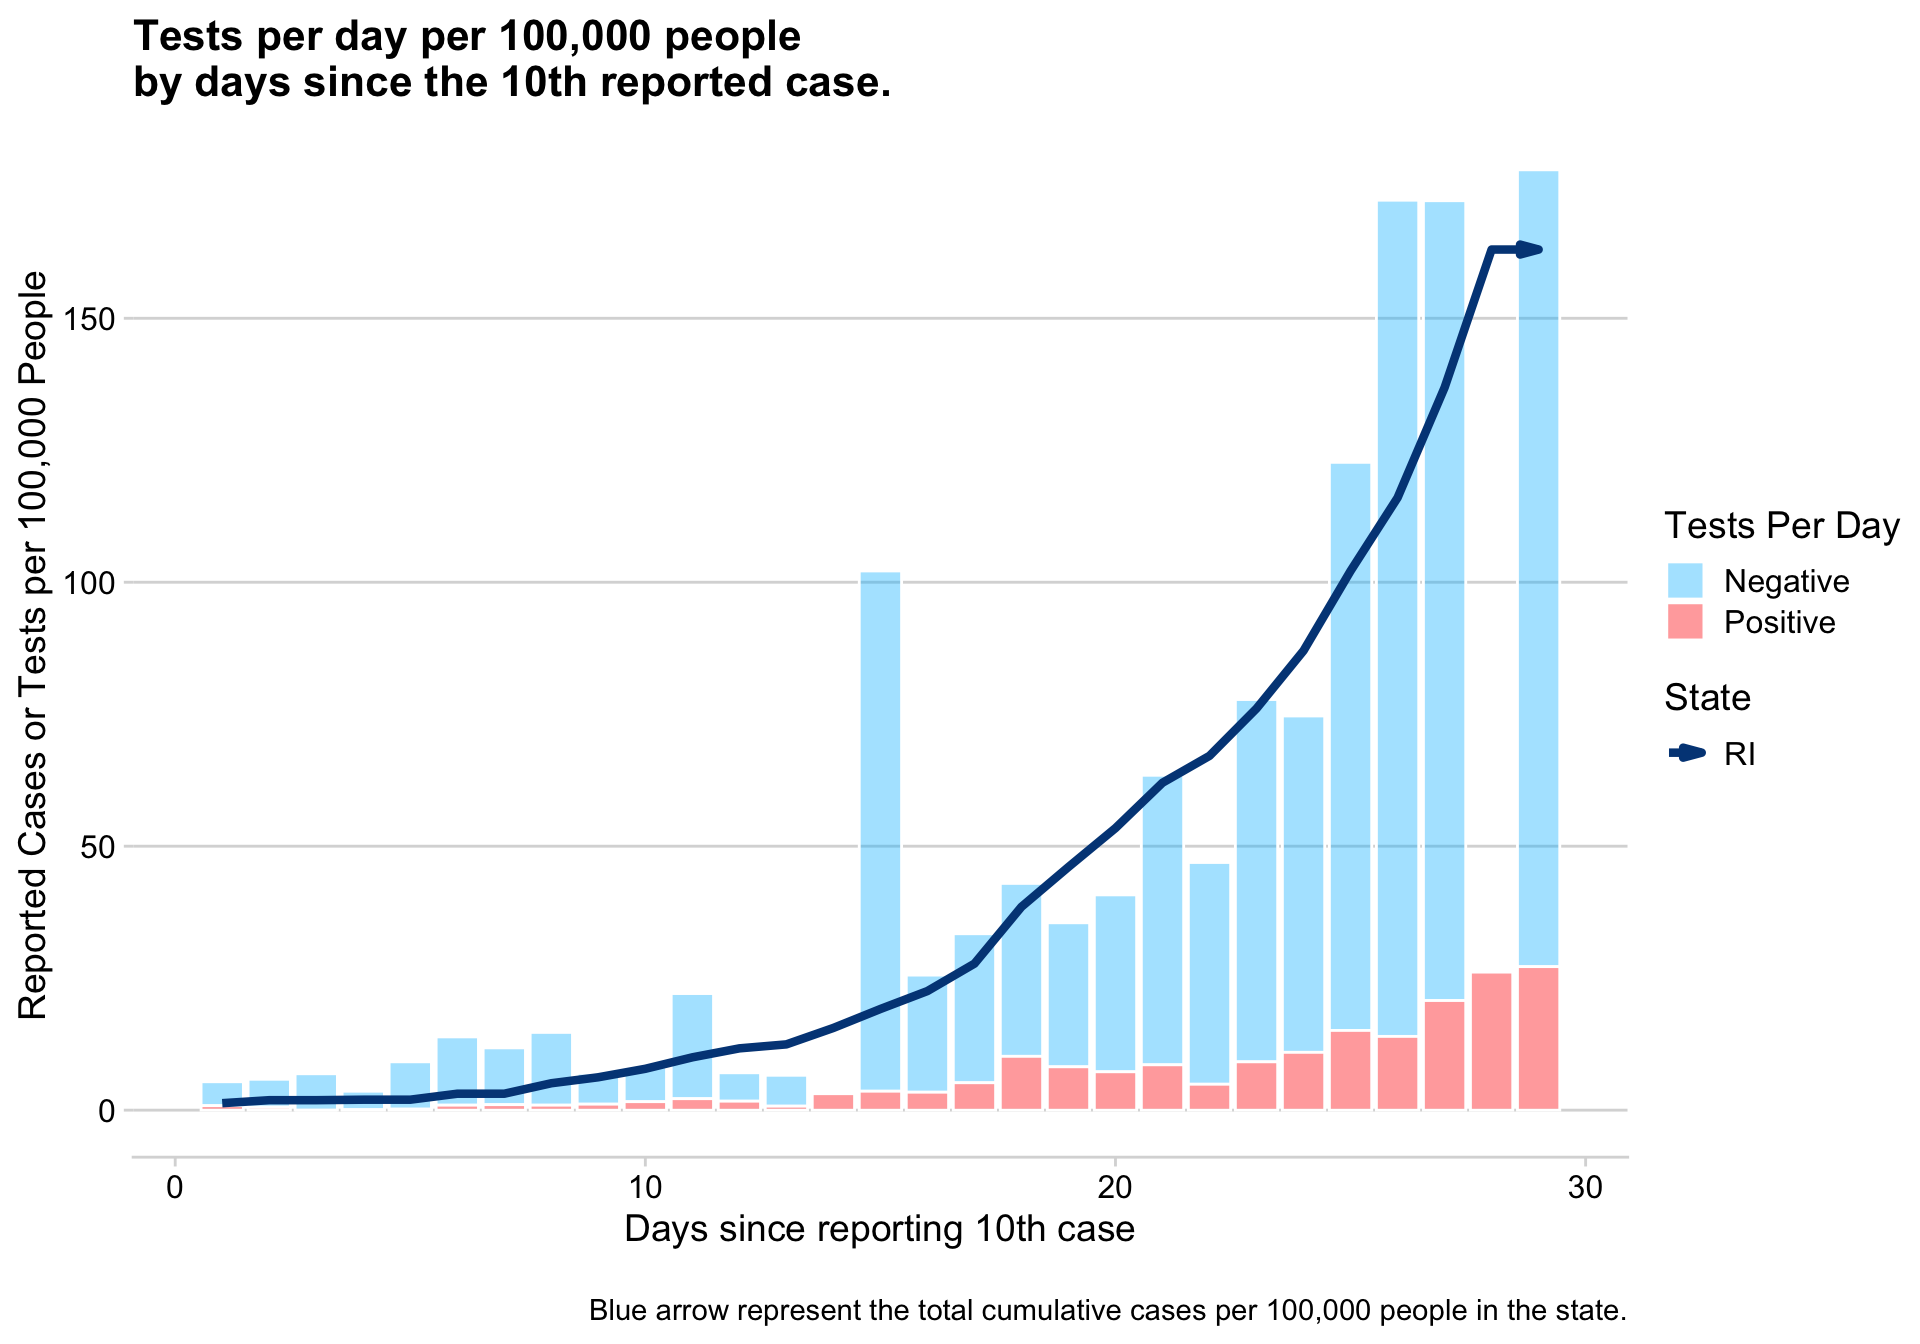 Tests per day per 100,000 people
by days since the 10th reported case.
Reported Cases or Tests per 100,000 People
150
100
50
0
0
10
20
30
Days since reporting 10th case
Tests Per Day
Negative
Positive
State
RI
Blue arrow represent the total cumulative cases per 100,000 people in the state.